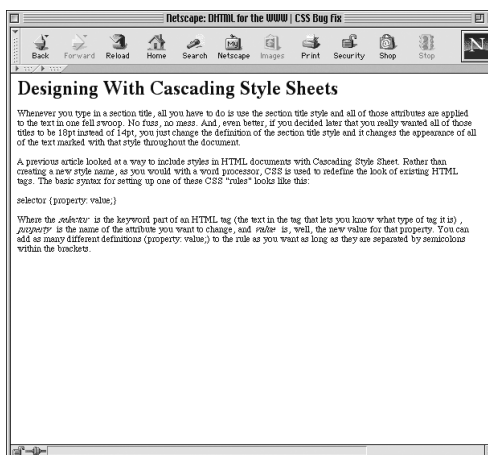 Netscape: DHTML for the WWW | CSS Bug Fix
Back Forward Reload Home Search Netscape Images Print Security Shop Stop
N
Designing With Cascading Style Sheets
Whenever you type in a section title, all you have to do is use the section title style and all of those attributes are applied
to the text in one fell swoop. No fuss, no mess. And, even better, if you decided later that you really wanted all of those
titles to be 18pt instead of 14pt, you just change the definition of the section title style and it changes the appearance of all
of the text marked with that style throughout the document.
A previous article looked at a way to include styles in HTML documents with Cascading Style Sheet. Rather than
creating a new style name, as you would with a word processor, CSS is used to redefine the look of existing HTML
tags. The basic syntax for setting up one of these CSS "rules" looks like this:
selector {property: value;}
Where the selector is the keyword part of an HTML tag (the text in the tag that lets you know what type of tag it is) ,
property is the name of the attribute you want to change, and value is, well, the new value for that property. You can
add as many different definitions (property: value;) to the rule as you want as long as they are separated by semicolons
within the brackets.